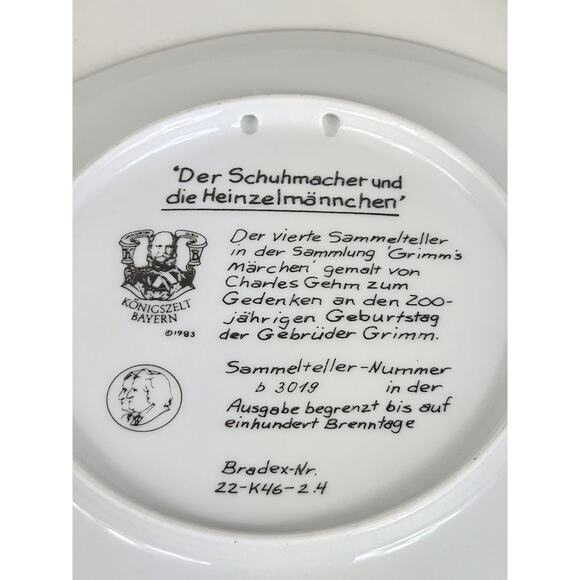 'Der Schuhmacher und
die Heinzelmännchen'
Der vierte Sammelteller
in der Sammlung 'Grimm's
Märchen' gemalt von
Charles Gehm zum
Gedenken an den 200-
jährigen Geburtstag
der Gebrüder Grimm.
KÖNIGSZELT
BAYERN
©1983
Sammelteller-Nummer
b 3019 in der
Ausgabe begrenzt bis auf
einhundert Brenntage
Bradex-Nr.
22-K46-2.4